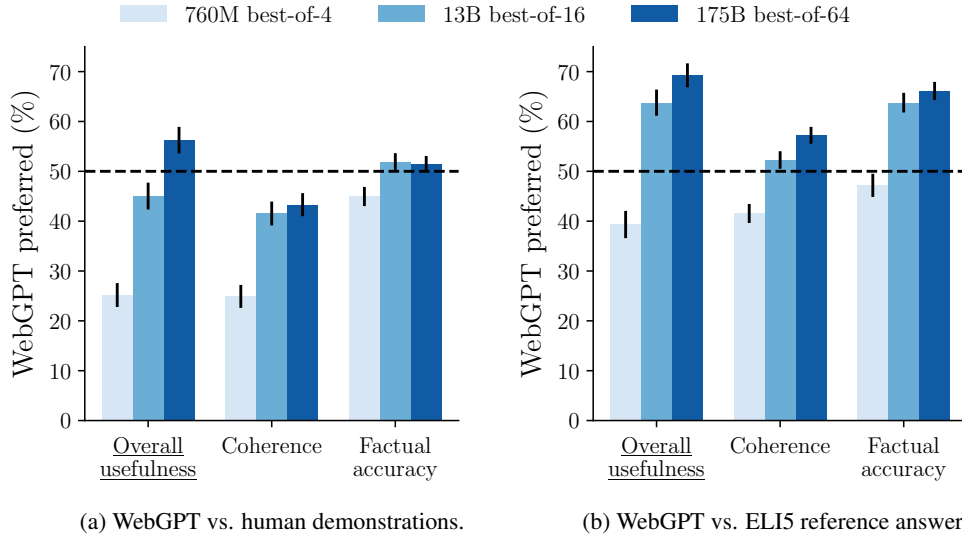 760M best-of-4 13B best-of-16 175B best-of-64
WebGPT preferred (%)
70
60
50
40
30
20
10
0
Overall
usefulness
Coherence
Factual
accuracy
(a) WebGPT vs. human demonstrations.
WebGPT preferred (%)
70
60
50
40
30
20
10
0
Overall
usefulness
Coherence
Factual
accuracy
(b) WebGPT vs. ELI5 reference answer